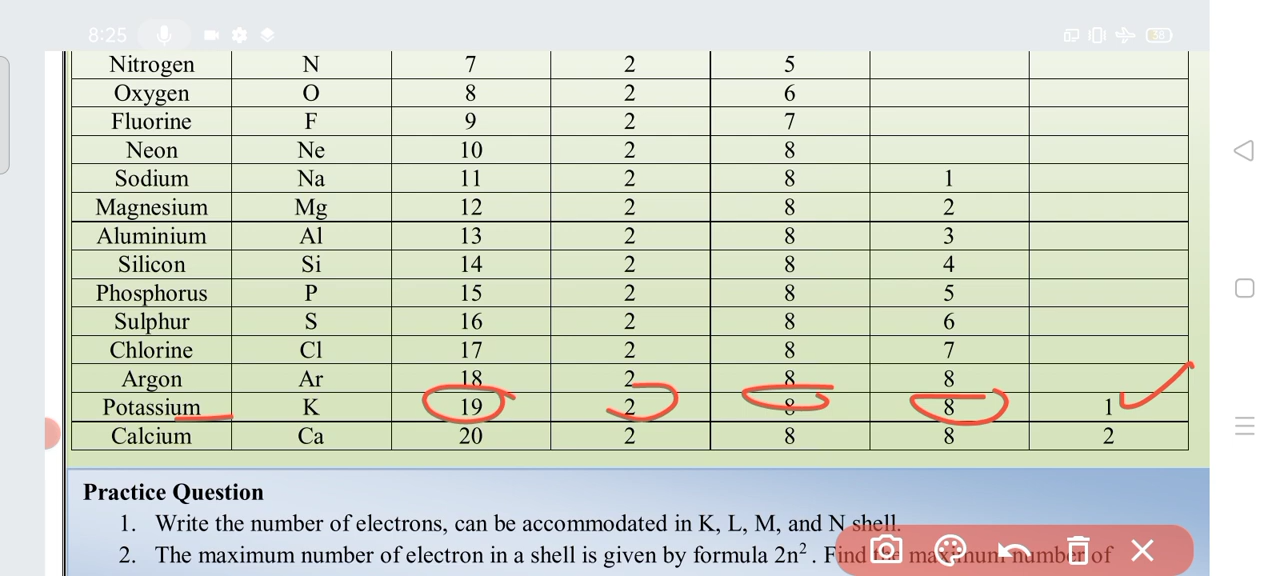 8:25
38
Nitrogen N 7 2 5
Oxygen O 8 2 6
Fluorine F 9 2 7
Neon Ne 10 2 8
Sodium Na 11 2 8 1
Magnesium Mg 12 2 8 2
Aluminium Al 13 2 8 3
Silicon Si 14 2 8 4
Phosphorus P 15 2 8 5
Sulphur S 16 2 8 6
Chlorine Cl 17 2 8 7
Argon Ar 18 2 8 8
Potassium K 19 2 8 8 1
Calcium Ca 20 2 8 8 2
Practice Question
1. Write the number of electrons, can be accommodated in K, L, M, and N shell.
2. The maximum number of electron in a shell is given by formula 2n². Find the maximum number of